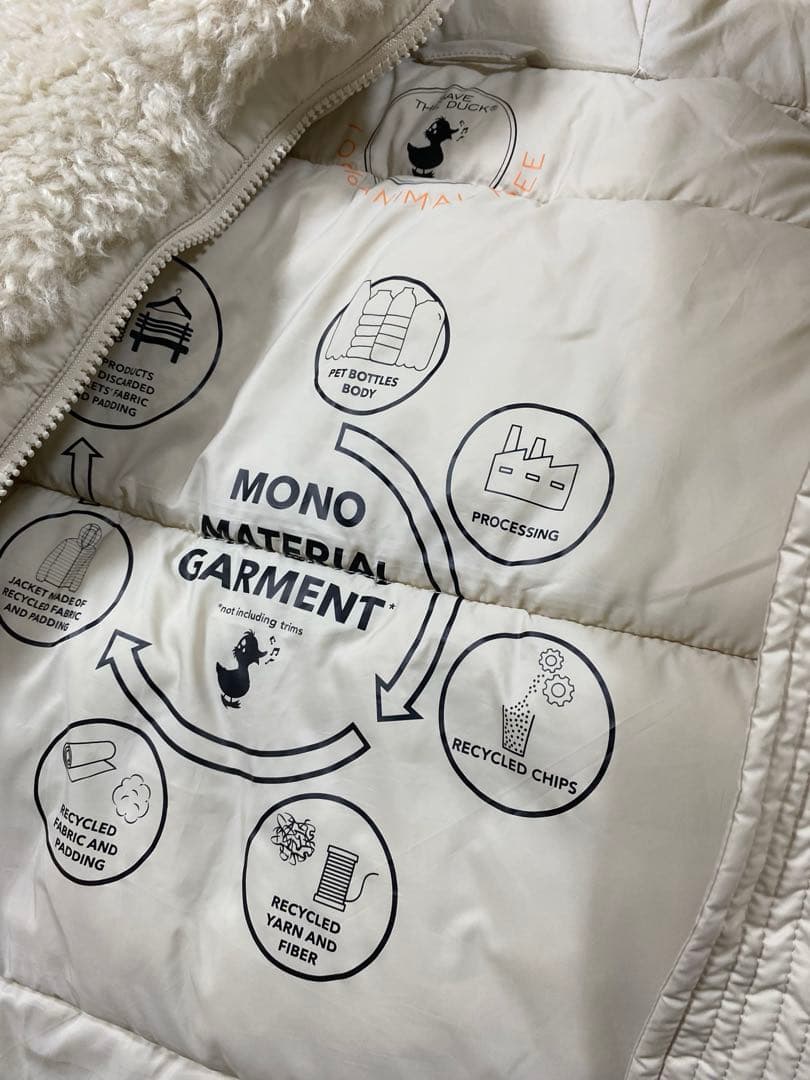 THE DUCK®
PET BOTTLES
BODY
PROCESSING
PRODUCTS
DISCARDED
FABRIC
PADDING
MONO
MATERIAL
GARMENT*
*not including trims
JACKET MADE OF
RECYCLED FABRIC
AND PADDING
RECYCLED CHIPS
RECYCLED
FABRIC AND
PADDING
RECYCLED
YARN AND
FIBER